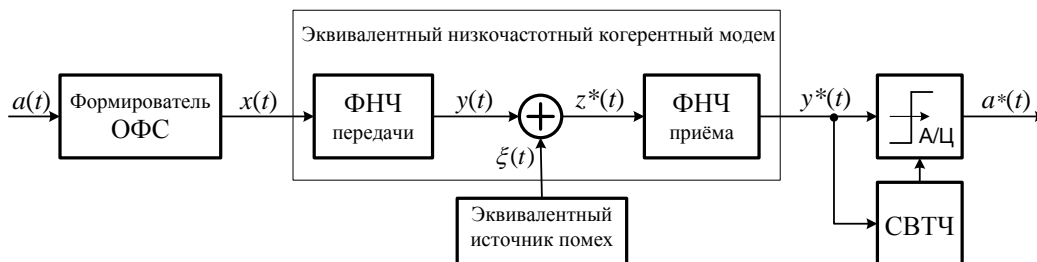 Эквивалентный низкочастотный когерентный модем
a(t)
Формирователь
ОФС
x(t)
ФНЧ
передачи
y(t)
z*(t)
ФНЧ
приёма
y*(t)
А/Ц
a*(t)
ξ(t)
Эквивалентный
источник помех
СВТЧ